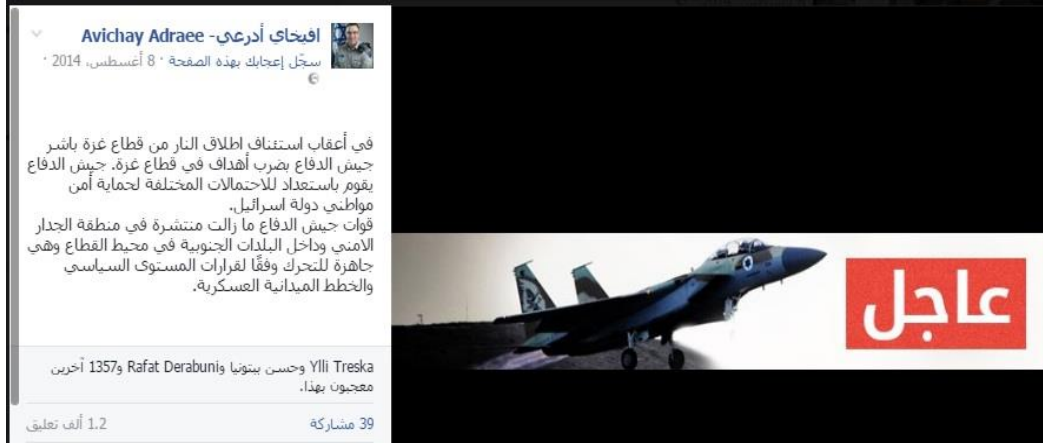 افيخاي أدرعي- Avichay Adraee
سجّل إعجابك بهذه الصفحة · 8 أغسطس، 2014 ·
في أعقاب استئناف اطلاق النار من قطاع غزة باشر
جيش الدفاع بضرب أهداف في قطاع غزة. جيش الدفاع
يقوم باستعداد للاحتمالات المختلفة لحماية أمن
مواطني دولة اسرائيل.
قوات جيش الدفاع ما زالت منتشرة في منطقة الجدار
الامني وداخل البلدات الجنوبية في محيط القطاع وهي
جاهزة للتحرك وفقًا لقرارات المستوى السياسي
والخطط الميدانية العسكرية.
Ylli Treska وحسن بيتونيا وRafat Derabuni و1357 آخرين
معجبون بهذا.
39 مشاركة
1.2 ألف تعليق
عاجل